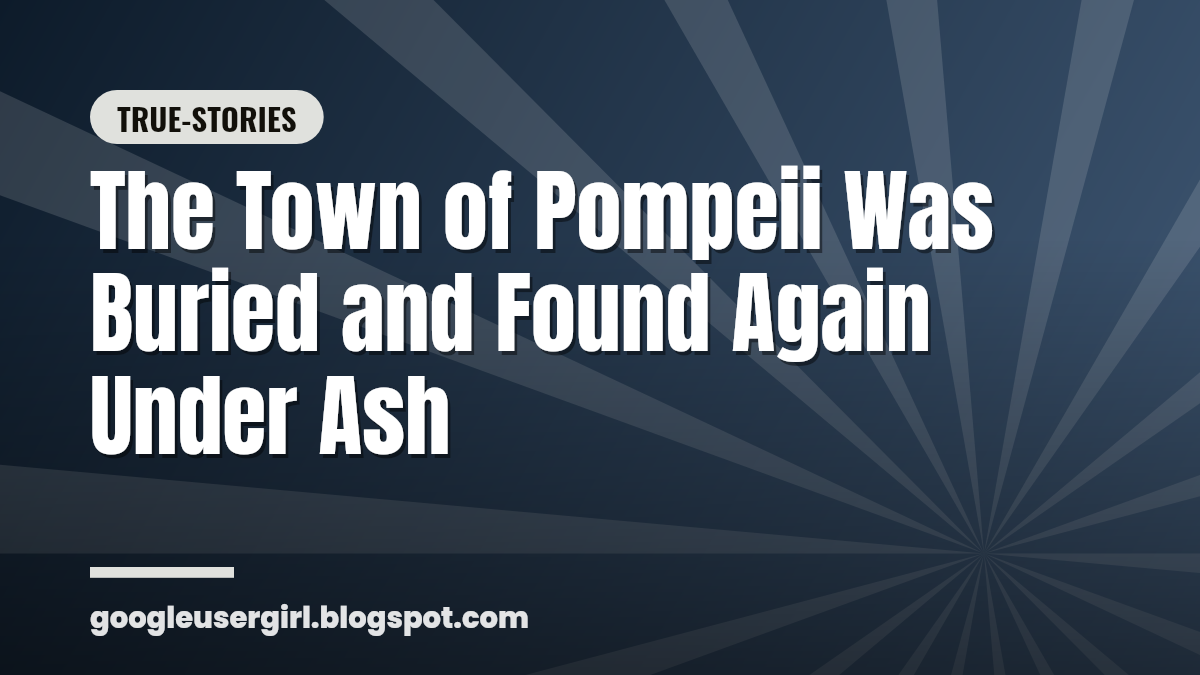 TRUE-STORIES
The Town of Pompeii Was
Buried and Found Again
Under Ash
googleusergirl.blogspot.com